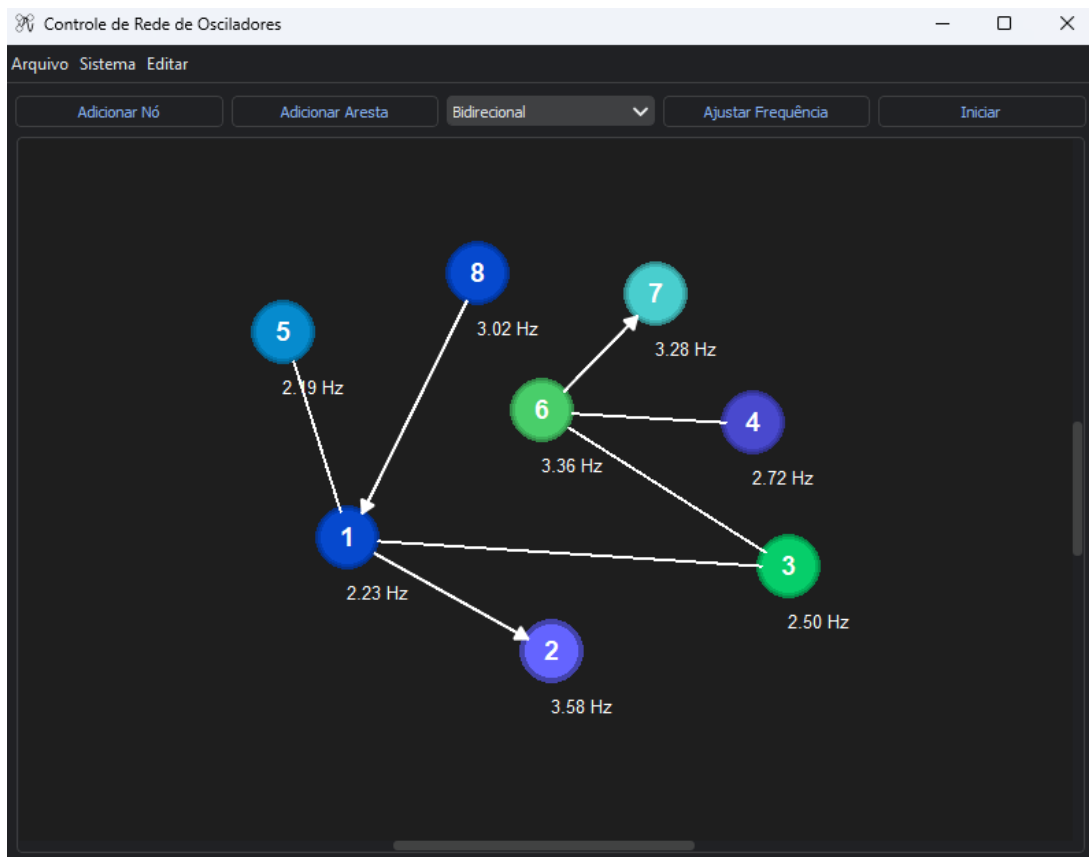 Controle de Rede de Osciladores
Arquivo Sistema Editar
Adicionar Nó Adicionar Aresta Bidirecional Ajustar Frequência Iniciar
8
3.02 Hz
7
3.28 Hz
5
2.19 Hz
6
3.36 Hz
4
2.72 Hz
1
2.23 Hz
3
2.50 Hz
2
3.58 Hz